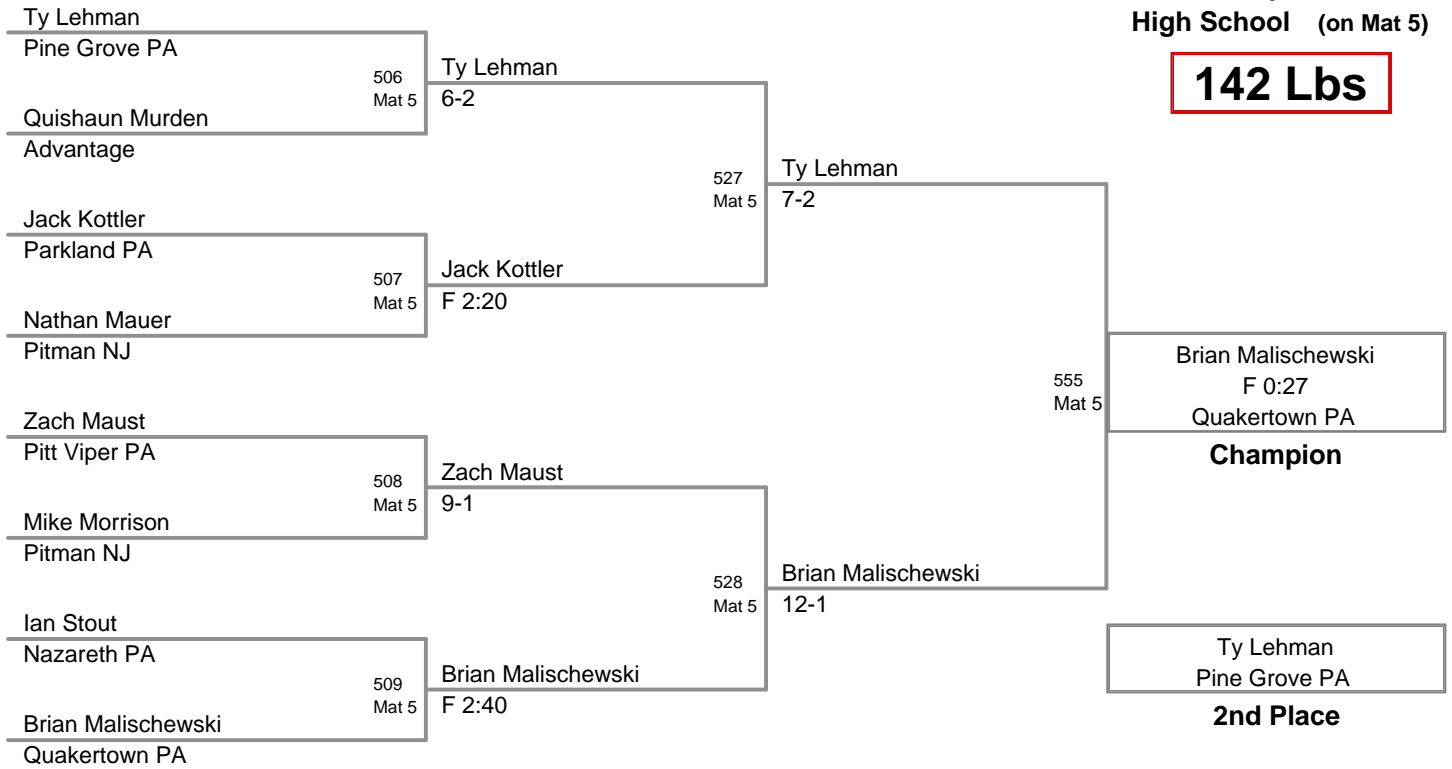 High School (on Mat 5)
142 Lbs
Ty Lehman
Pine Grove PA
506
Mat 5
Quishaun Murden
Advantage
Ty Lehman
6-2
Jack Kottler
Parkland PA
507
Mat 5
Nathan Mauer
Pitman NJ
Jack Kottler
F 2:20
527
Mat 5
Ty Lehman
7-2
Zach Maust
Pitt Viper PA
508
Mat 5
Mike Morrison
Pitman NJ
Zach Maust
9-1
Ian Stout
Nazareth PA
509
Mat 5
Brian Malischewski
Quakertown PA
Brian Malischewski
F 2:40
528
Mat 5
Brian Malischewski
12-1
555
Mat 5
Brian Malischewski
F 0:27
Quakertown PA
Champion
Ty Lehman
Pine Grove PA
2nd Place